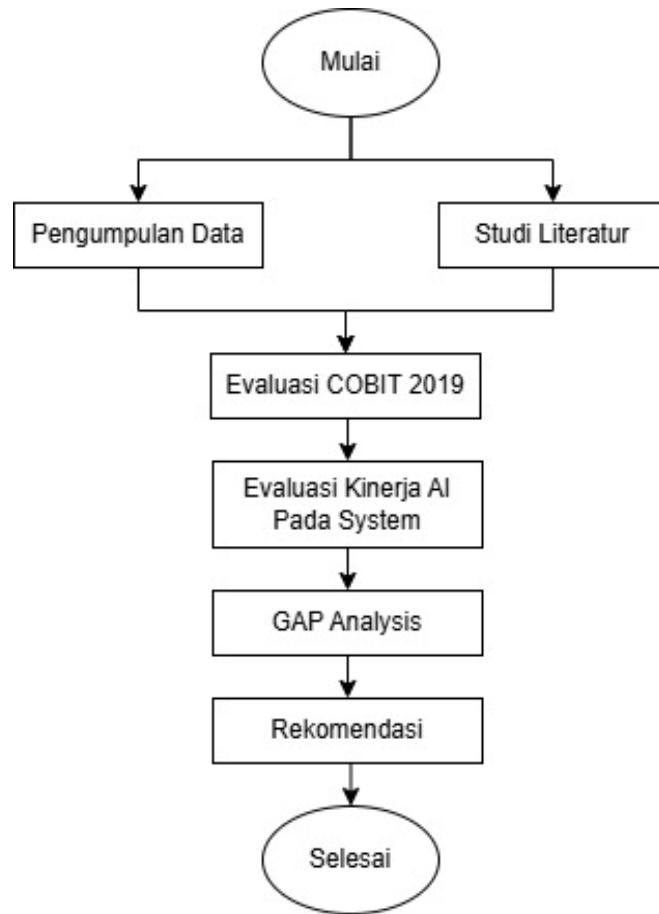 Mulai
Pengumpulan Data
Studi Literatur
Evaluasi COBIT 2019
Evaluasi Kinerja AI
Pada System
GAP Analysis
Rekomendasi
Selesai